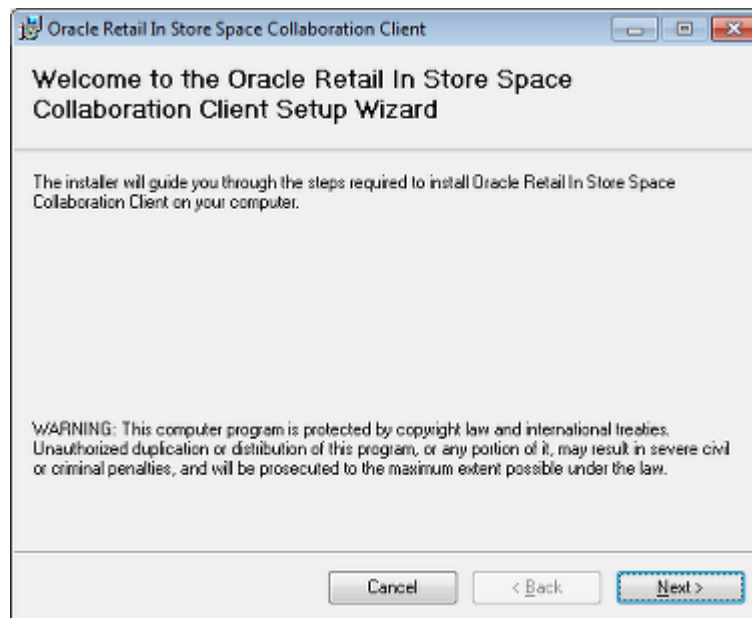 Oracle Retail In Store Space Collaboration Client
Welcome to the Oracle Retail In Store Space
Collaboration Client Setup Wizard
The installer will guide you through the steps required to install Oracle Retail In Store Space
Collaboration Client on your computer.
WARNING: This computer program is protected by copyright law and international treaties.
Unauthorized duplication or distribution of this program, or any portion of it, may result in severe civil
or criminal penalties, and will be prosecuted to the maximum extent possible under the law.
Cancel < Back Next >